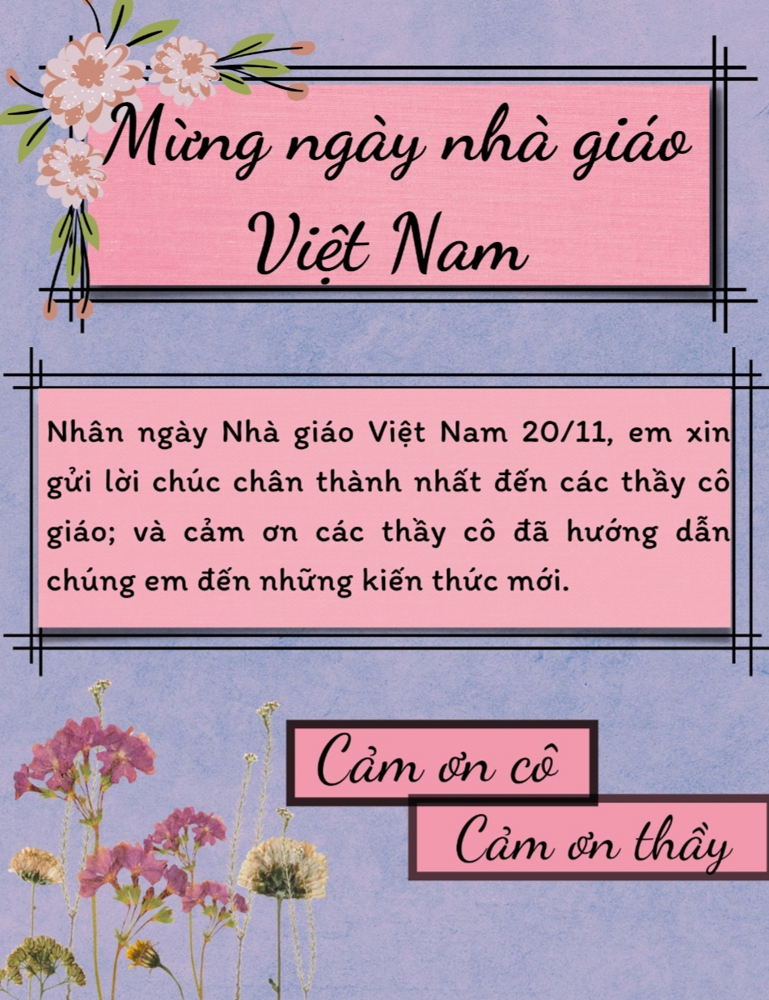 Mừng ngày nhà giáo
Việt Nam
Nhân ngày Nhà giáo Việt Nam 20/11, em xin
gửi lời chúc chân thành nhất đến các thầy cô
giáo; và cảm ơn các thầy cô đã hướng dẫn
chúng em đến những kiến thức mới.
Cảm ơn cô
Cảm ơn thầy